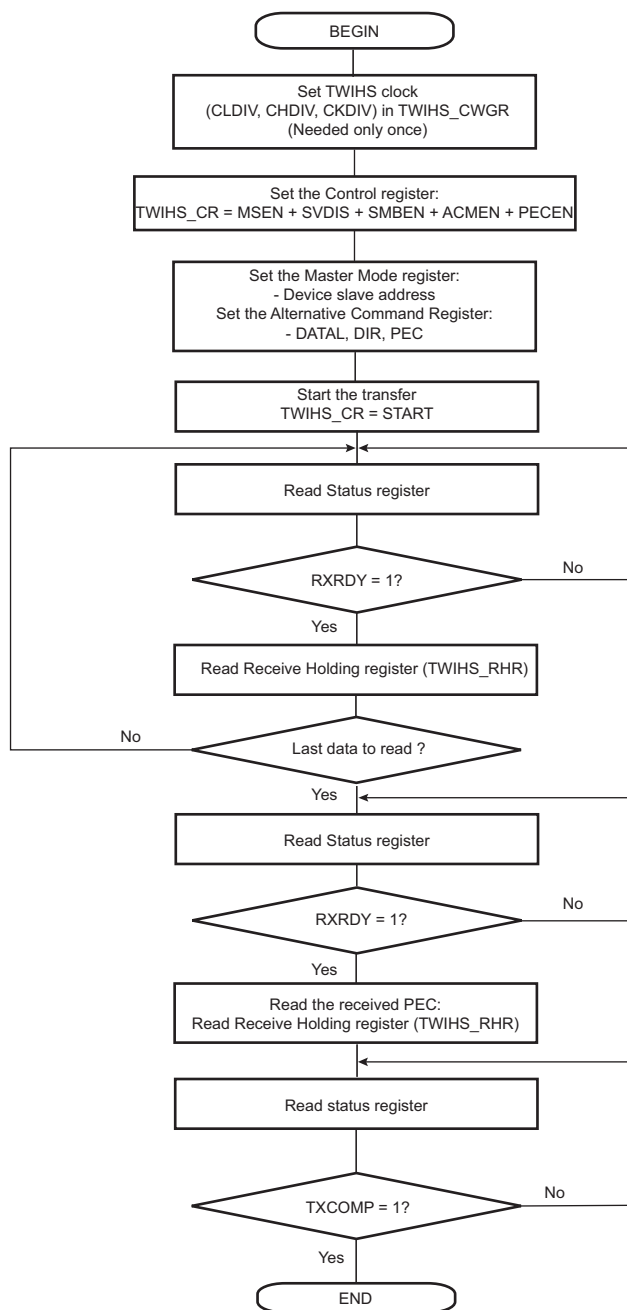 BEGIN
Set TWIHS clock
(CLDIV, CHDIV, CKDIV) in TWIHS_CWGR
(Needed only once)
Set the Control register:
TWIHS_CR = MSEN + SVDIS + SMBEN + ACMEN + PECEN
Set the Master Mode register:
- Device slave address
Set the Alternative Command Register:
- DATAL, DIR, PEC
Start the transfer
TWIHS_CR = START
Read Status register
RXRDY = 1?
No
Yes
Read Receive Holding register (TWIHS_RHR)
No
Last data to read ?
Yes
Read Status register
RXRDY = 1?
No
Yes
Read the received PEC:
Read Receive Holding register (TWIHS_RHR)
Read status register
TXCOMP = 1?
No
Yes
END